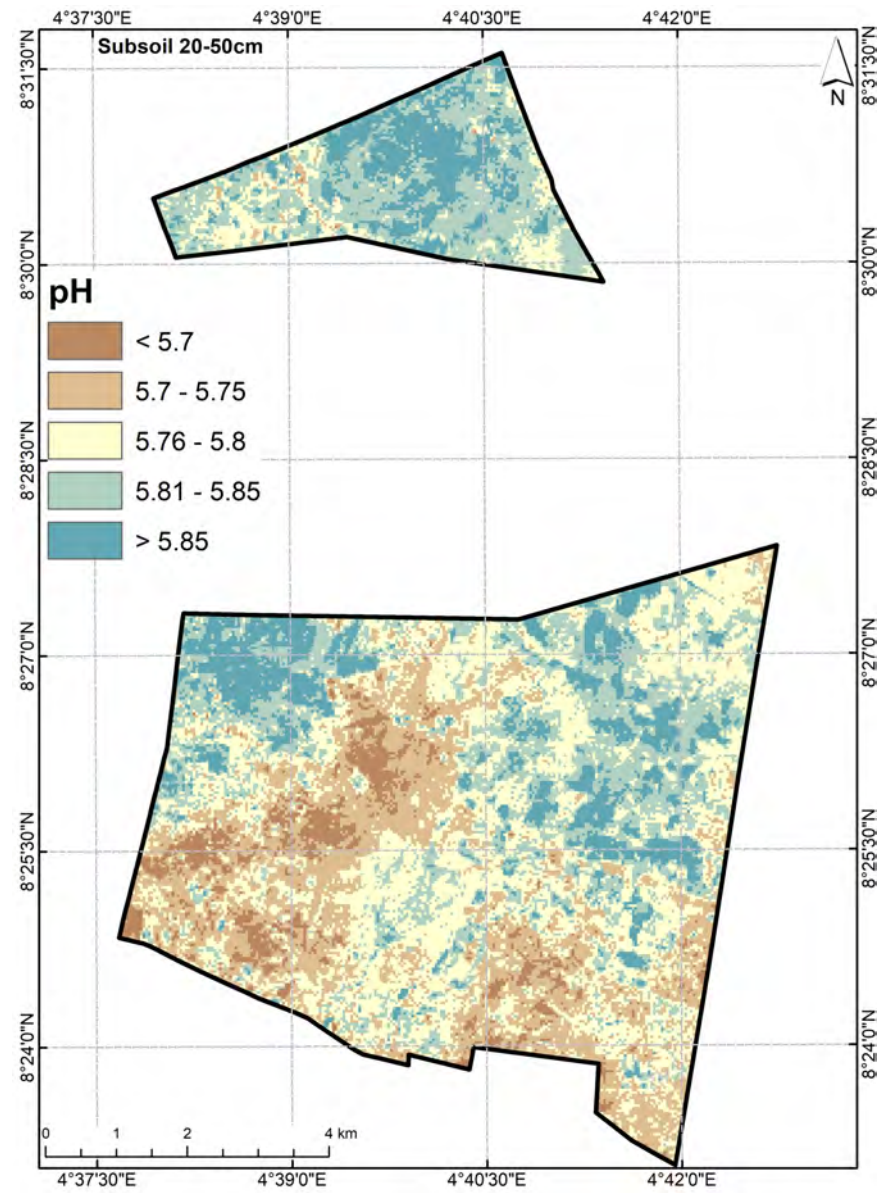 4°37'30"E 4°39'0"E 4°40'30"E 4°42'0"E
Subsoil 20-50cm
8°31'30"N
8°31'30"N
N
8°30'0"N
8°30'0"N
pH
< 5.7
5.7 - 5.75
5.76 - 5.8
5.81 - 5.85
> 5.85
8°28'30"N
8°28'30"N
8°27'0"N
8°27'0"N
8°25'30"N
8°25'30"N
8°24'0"N
8°24'0"N
0 1 2 4 km
4°37'30"E 4°39'0"E 4°40'30"E 4°42'0"E